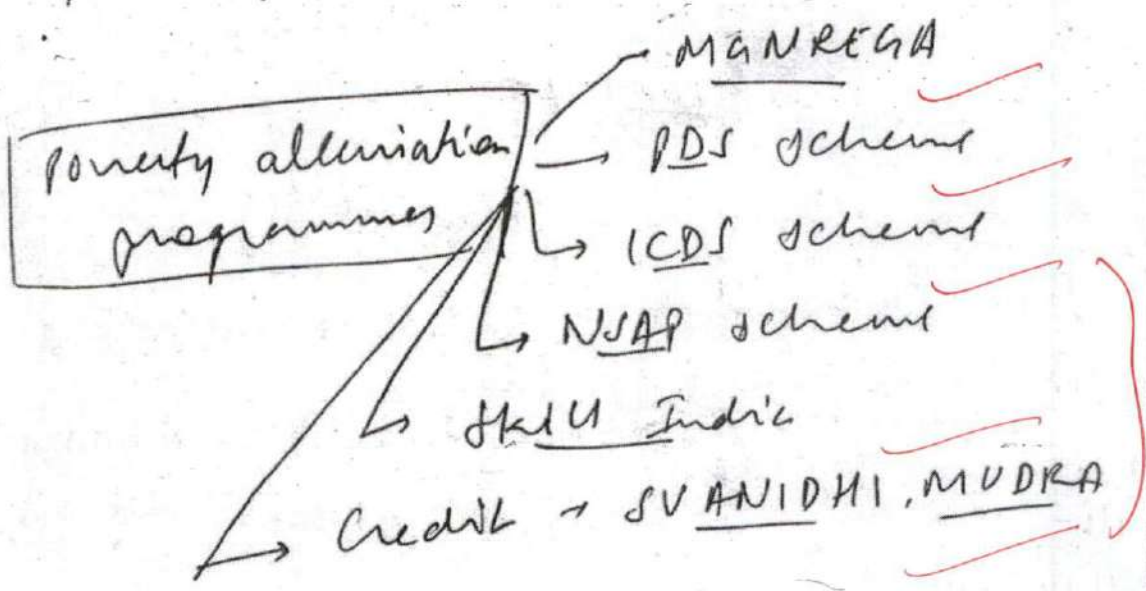 MGNREGA
Poverty alleviation
programmes
PDS scheme
ICDS scheme
NSAP scheme
Skill India
Credit → SVANIDHI, MUDRA